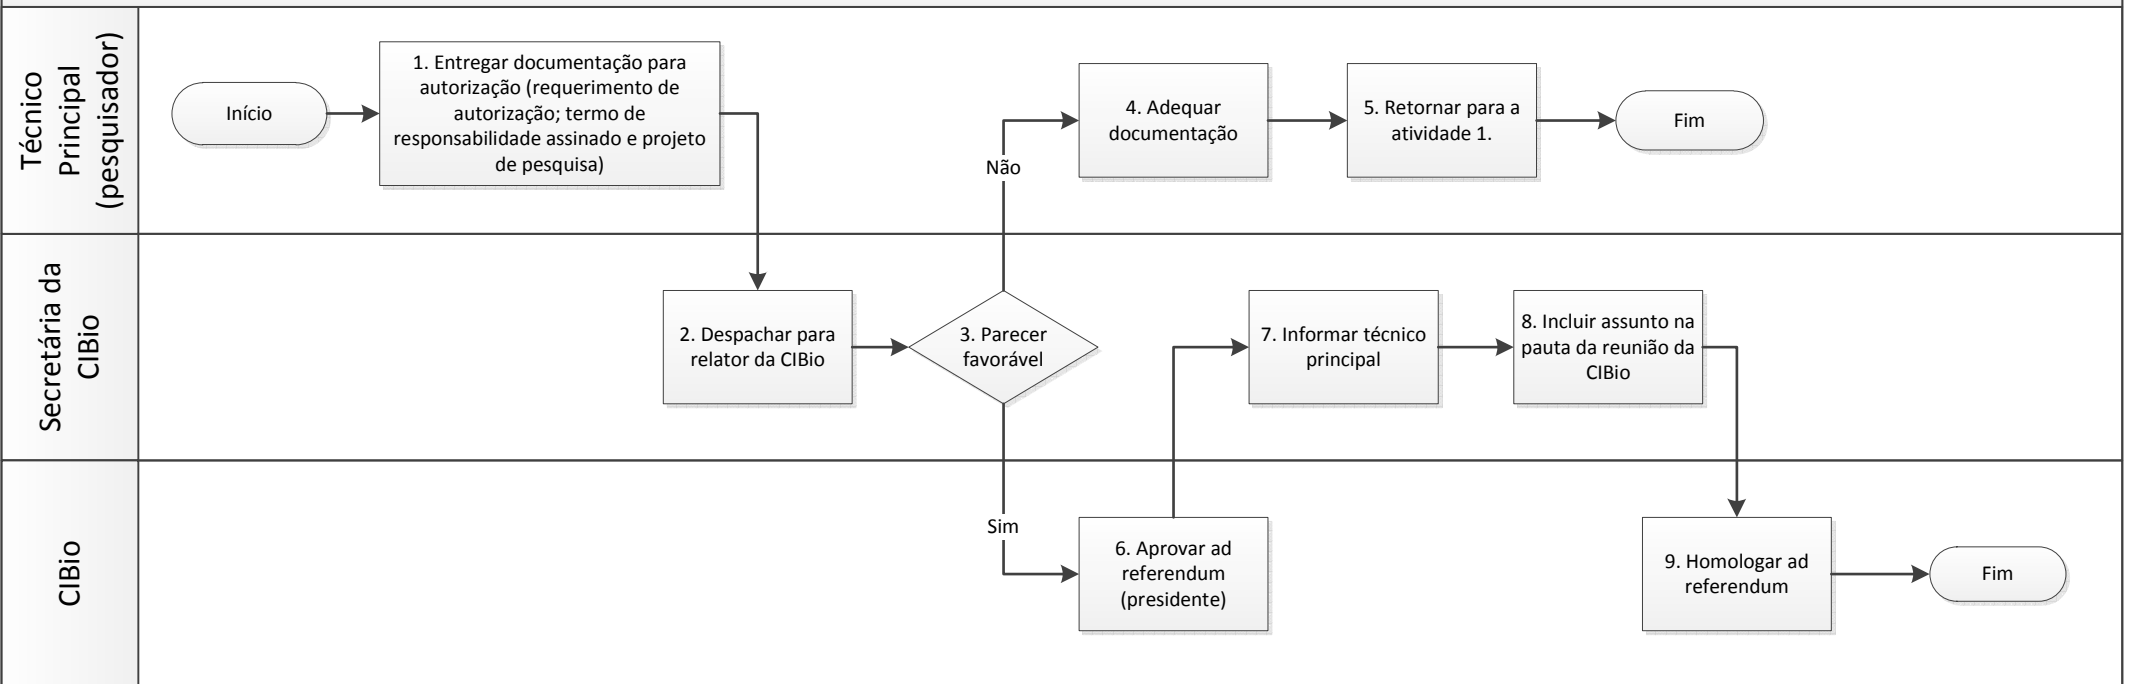 Técnico
Principal
(pesquisador)
Início
1. Entregar documentação para
autorização (requerimento de
autorização; termo de
responsabilidade assinado e projeto
de pesquisa)
Não
4. Adequar
documentação
5. Retornar para a
atividade 1.
Fim
Secretária da
CIBio
2. Despachar para
relator da CIBio
3. Parecer
favorável
7. Informar técnico
principal
8. Incluir assunto na
pauta da reunião da
CIBio
CIBio
Sim
6. Aprovar ad
referendum
(presidente)
9. Homologar ad
referendum
Fim